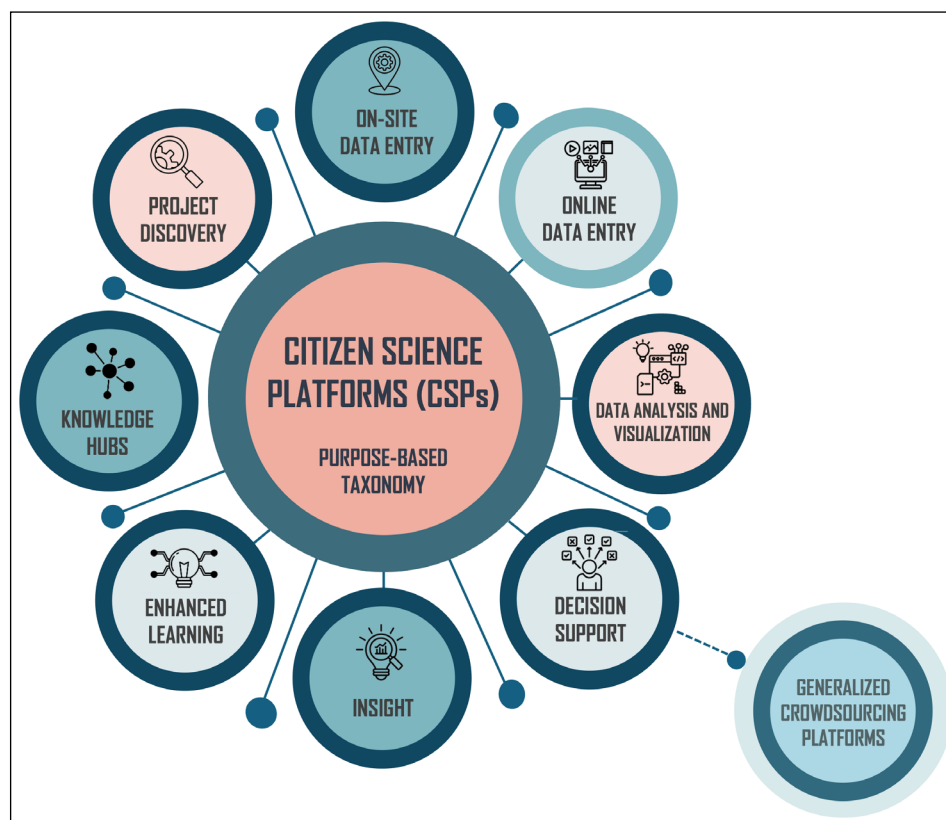 ON-SITE
DATA ENTRY
PROJECT
DISCOVERY
ONLINE
DATA ENTRY
CITIZEN SCIENCE
PLATFORMS (CSPs)
PURPOSE-BASED
TAXONOMY
KNOWLEDGE
HUBS
DATA ANALYSIS AND
VISUALIZATION
ENHANCED
LEARNING
DECISION
SUPPORT
INSIGHT
GENERALIZED
CROWDSOURCING
PLATFORMS